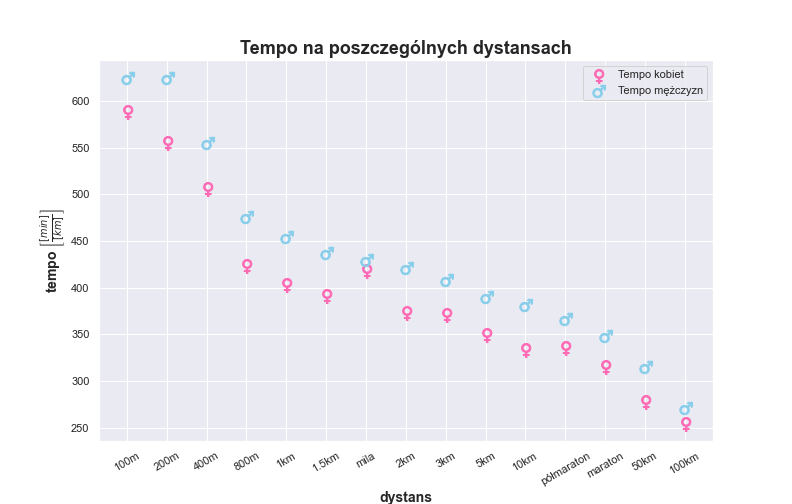 Tempo na poszczególnych dystansach
Tempo kobiet
Tempo mężczyzn
tempo [[min]/[km]]
600
550
500
450
400
350
300
250
100m
200m
400m
800m
1km
1.5km
mila
2km
3km
5km
10km
półmaraton
maraton
50km
100km
dystans